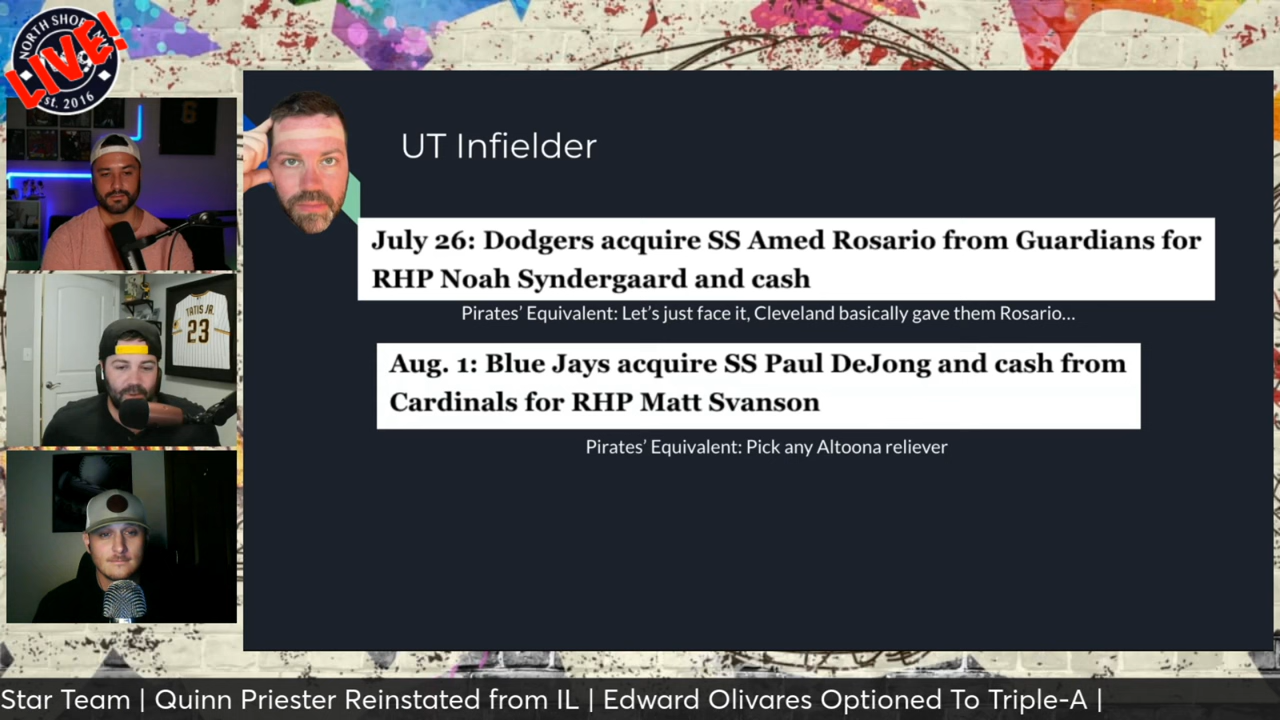 NORTH SHO
LIVE!
est. 2016
6
TATIS JR.
23
UT Infielder
July 26: Dodgers acquire SS Amed Rosario from Guardians for
RHP Noah Syndergaard and cash
Pirates’ Equivalent: Let’s just face it, Cleveland basically gave them Rosario...
Aug. 1: Blue Jays acquire SS Paul DeJong and cash from
Cardinals for RHP Matt Svanson
Pirates’ Equivalent: Pick any Altoona reliever
Star Team | Quinn Priester Reinstated from IL | Edward Olivares Optioned To Triple-A |